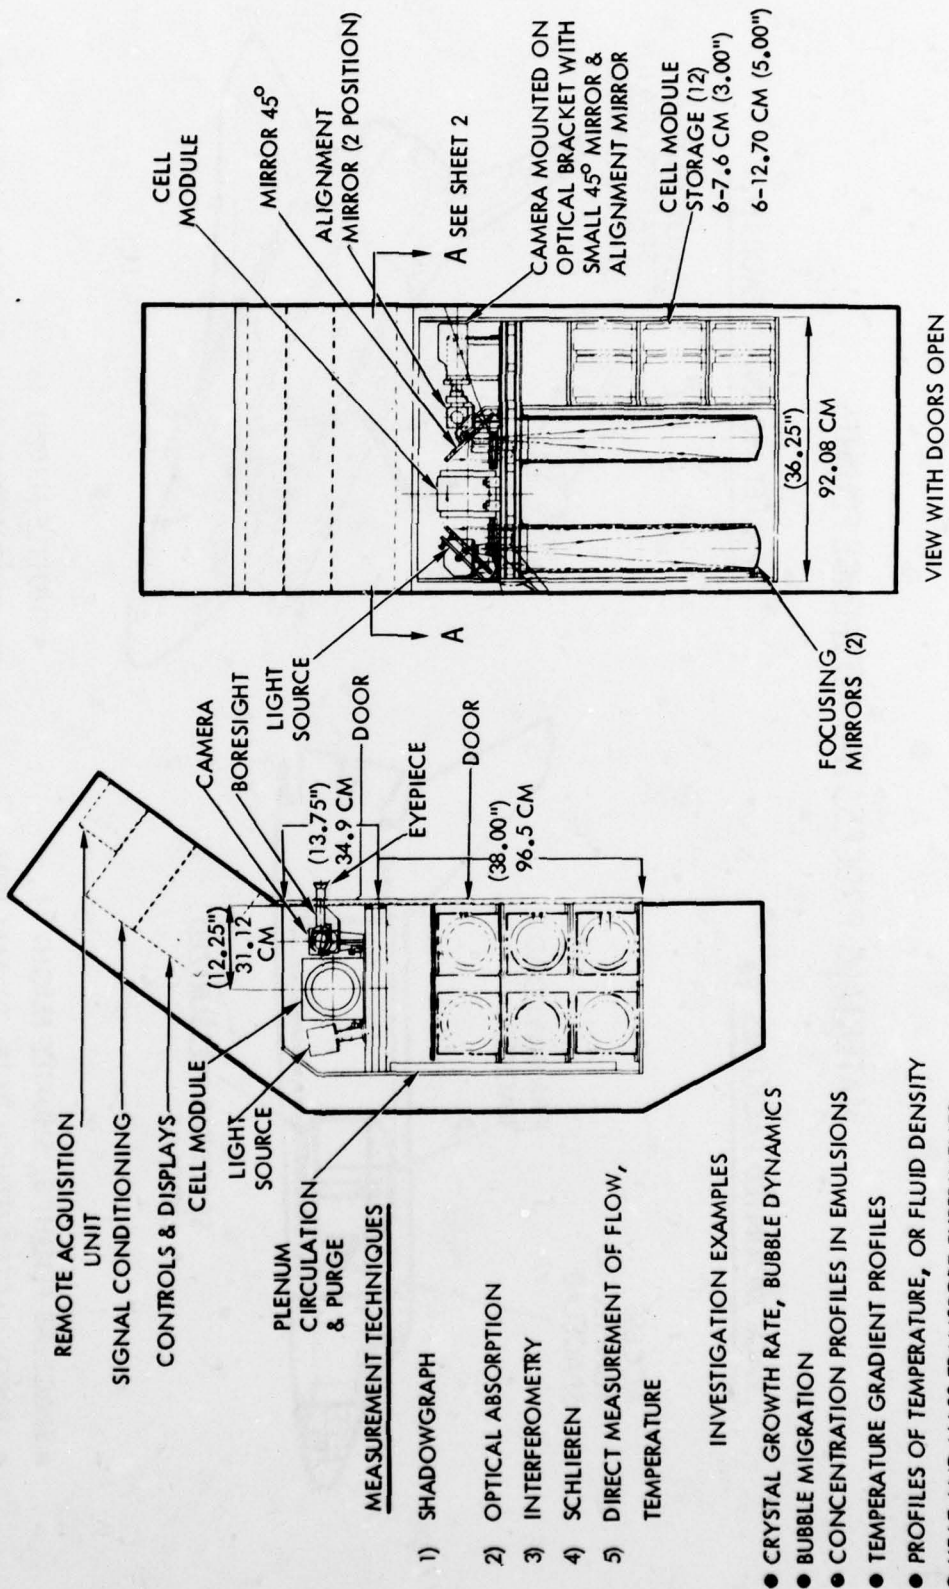 REMOTE ACQUISITION
UNIT
SIGNAL CONDITIONING
CONTROLS & DISPLAYS
CELL MODULE
LIGHT
SOURCE
PLENUM
CIRCULATION
& PURGE
(12.25")
31.12
CM
CAMERA
BORESIGHT
(13.75")
34.9 CM
DOOR
EYEPIECE
(38.00")
96.5 CM
DOOR
LIGHT
SOURCE
A
CELL
MODULE
MIRROR 45°
ALIGNMENT
MIRROR (2 POSITION)
A SEE SHEET 2
CAMERA MOUNTED ON
OPTICAL BRACKET WITH
SMALL 45° MIRROR &
ALIGNMENT MIRROR
CELL MODULE
STORAGE (12)
6-7.6 CM (3.00")
6-12.70 CM (5.00")
(36.25")
92.08 CM
FOCUSING
MIRRORS (2)
VIEW WITH DOORS OPEN
MEASUREMENT TECHNIQUES
1) SHADOWGRAPH
2) OPTICAL ABSORPTION
3) INTERFEROMETRY
4) SCHLIEREN
5) DIRECT MEASUREMENT OF FLOW,
TEMPERATURE
INVESTIGATION EXAMPLES
● CRYSTAL GROWTH RATE, BUBBLE DYNAMICS
● BUBBLE MIGRATION
● CONCENTRATION PROFILES IN EMULSIONS
● TEMPERATURE GRADIENT PROFILES
● PROFILES OF TEMPERATURE, OR FLUID DENSITY